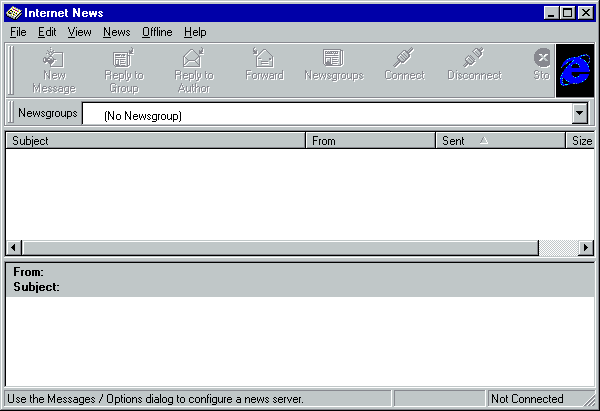 Internet News
File Edit View News Offline Help
New Message Reply to Group Reply to Author Forward Newsgroups Connect Disconnect Sto
Newsgroups (No Newsgroup)
Subject From Sent Size
From:
Subject:
Use the Messages / Options dialog to configure a news server. Not Connected